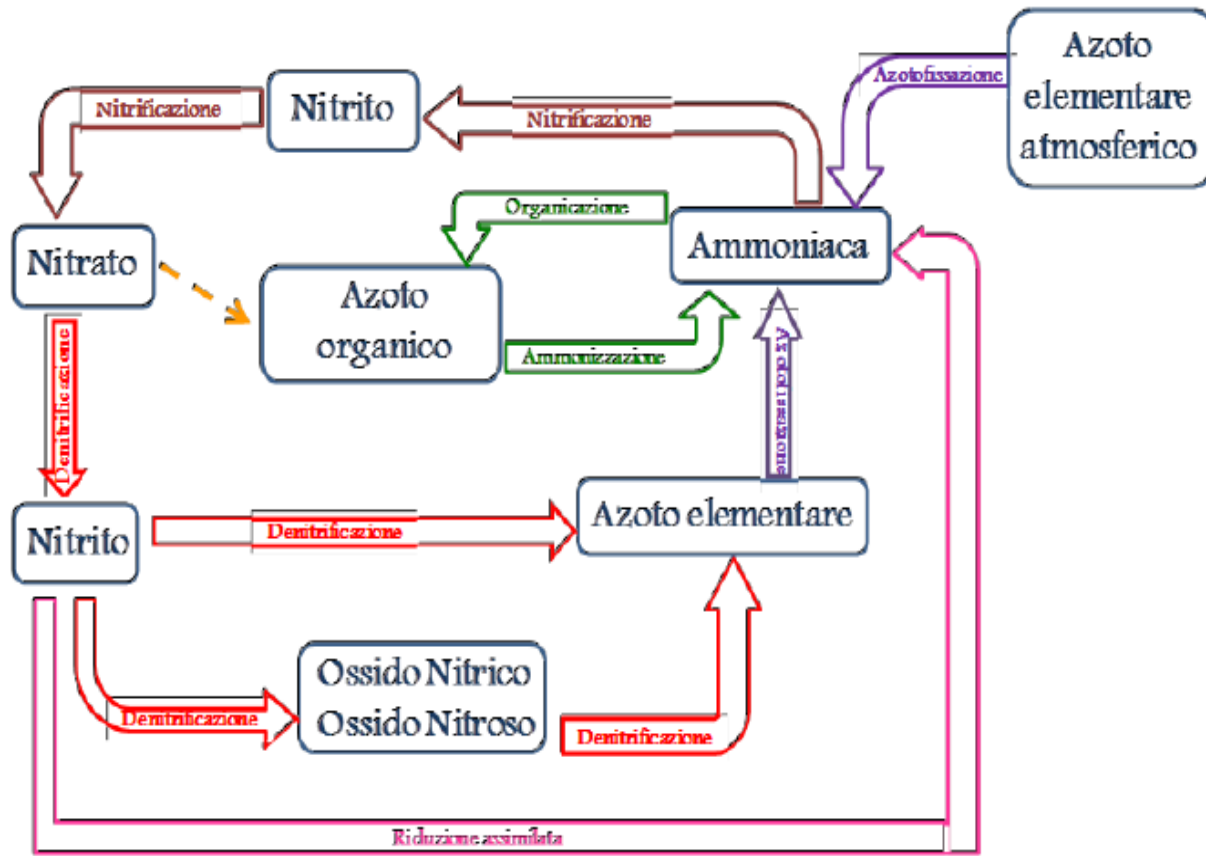 Azoto
elementare
atmosferico
Azotofissazione
Nitrificazione
Nitrito
Nitrificazione
Organicazione
Nitrato
Ammoniaca
Azoto
organico
Ammonizzazione
Denitrificazione
Azotofissazione
Nitrito
Denitrificazione
Azoto elementare
Ossido Nitrico
Ossido Nitroso
Denitrificazione
Denitrificazione
Riduzione assimilata